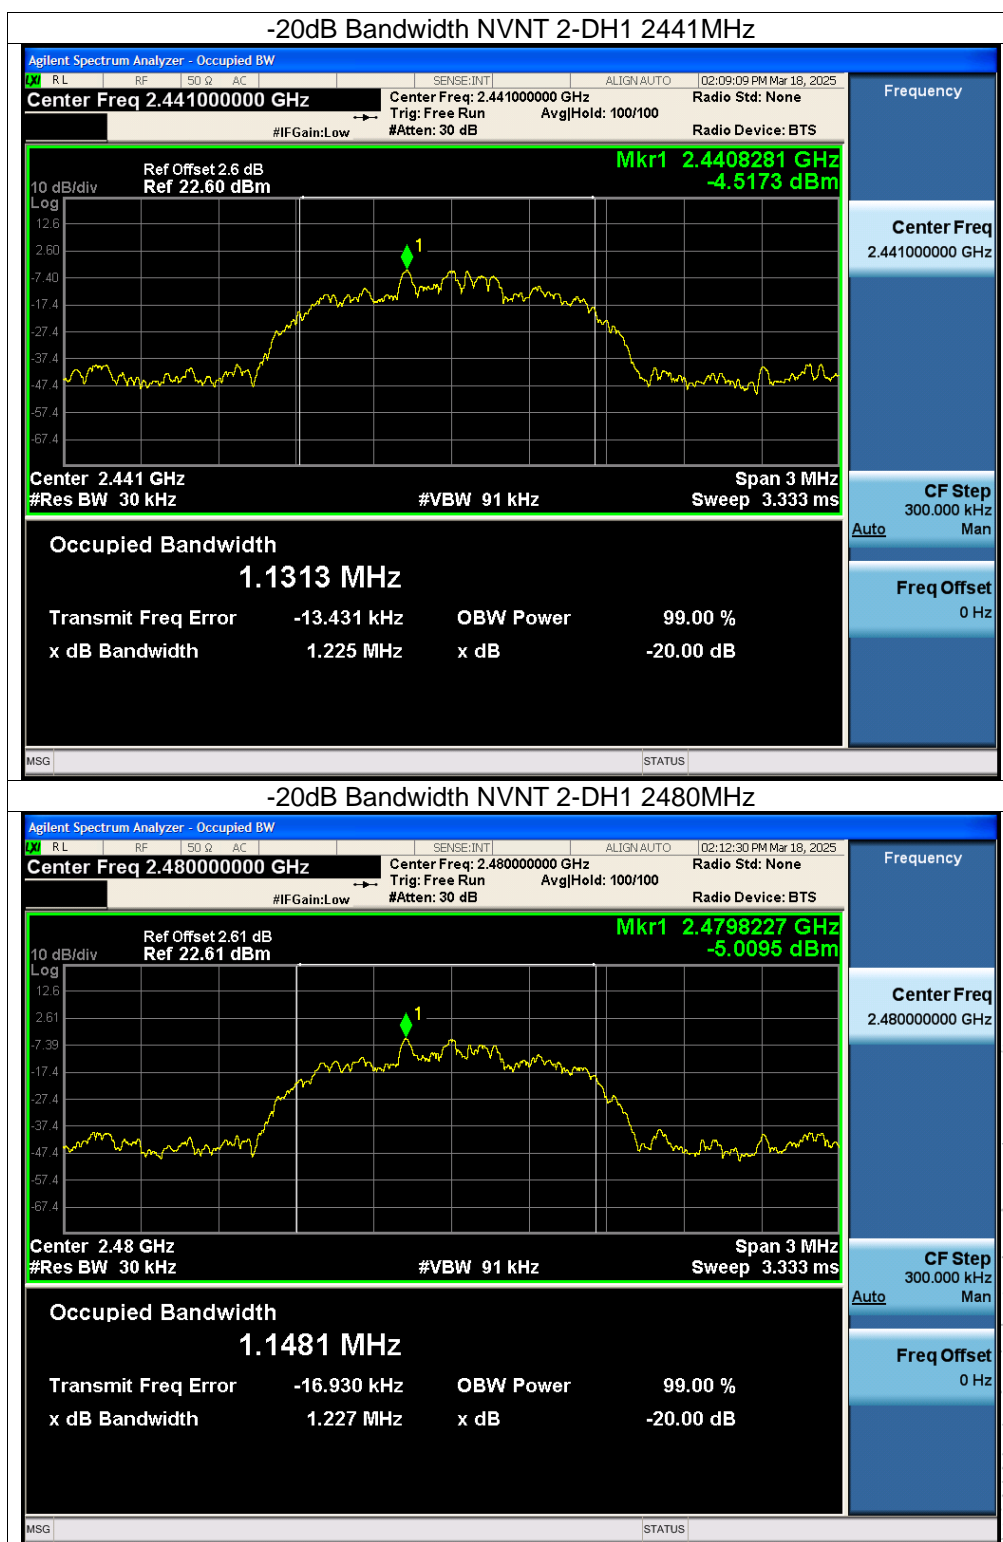 -20dB Bandwidth NVNT 2-DH1 2441MHz
Agilent Spectrum Analyzer - Occupied BW
LXI RL RF 50 Ω AC SENSE:INT ALIGN AUTO 02:09:09 PM Mar 18, 2025
Center Freq 2.441000000 GHz
Center Freq: 2.441000000 GHz Radio Std: None
Trig: Free Run Avg|Hold: 100/100
#IFGain:Low #Atten: 30 dB Radio Device: BTS
Mkr1 2.4408281 GHz
-4.5173 dBm
Ref Offset 2.6 dB
10 dB/div Ref 22.60 dBm
Log
12.6
2.60
-7.40
-17.4
-27.4
-37.4
-47.4
-57.4
-67.4
1
Center 2.441 GHz Span 3 MHz
#Res BW 30 kHz #VBW 91 kHz Sweep 3.333 ms
Occupied Bandwidth
1.1313 MHz
Transmit Freq Error -13.431 kHz OBW Power 99.00 %
x dB Bandwidth 1.225 MHz x dB -20.00 dB
MSG STATUS
Frequency
Center Freq
2.441000000 GHz
CF Step
300.000 kHz
Auto Man
Freq Offset
0 Hz
-20dB Bandwidth NVNT 2-DH1 2480MHz
Agilent Spectrum Analyzer - Occupied BW
LXI RL RF 50 Ω AC SENSE:INT ALIGN AUTO 02:12:30 PM Mar 18, 2025
Center Freq 2.480000000 GHz
Center Freq: 2.480000000 GHz Radio Std: None
Trig: Free Run Avg|Hold: 100/100
#IFGain:Low #Atten: 30 dB Radio Device: BTS
Mkr1 2.4798227 GHz
-5.0095 dBm
Ref Offset 2.61 dB
10 dB/div Ref 22.61 dBm
Log
12.6
2.61
-7.39
-17.4
-27.4
-37.4
-47.4
-57.4
-67.4
1
Center 2.48 GHz Span 3 MHz
#Res BW 30 kHz #VBW 91 kHz Sweep 3.333 ms
Occupied Bandwidth
1.1481 MHz
Transmit Freq Error -16.930 kHz OBW Power 99.00 %
x dB Bandwidth 1.227 MHz x dB -20.00 dB
MSG STATUS
Frequency
Center Freq
2.480000000 GHz
CF Step
300.000 kHz
Auto Man
Freq Offset
0 Hz